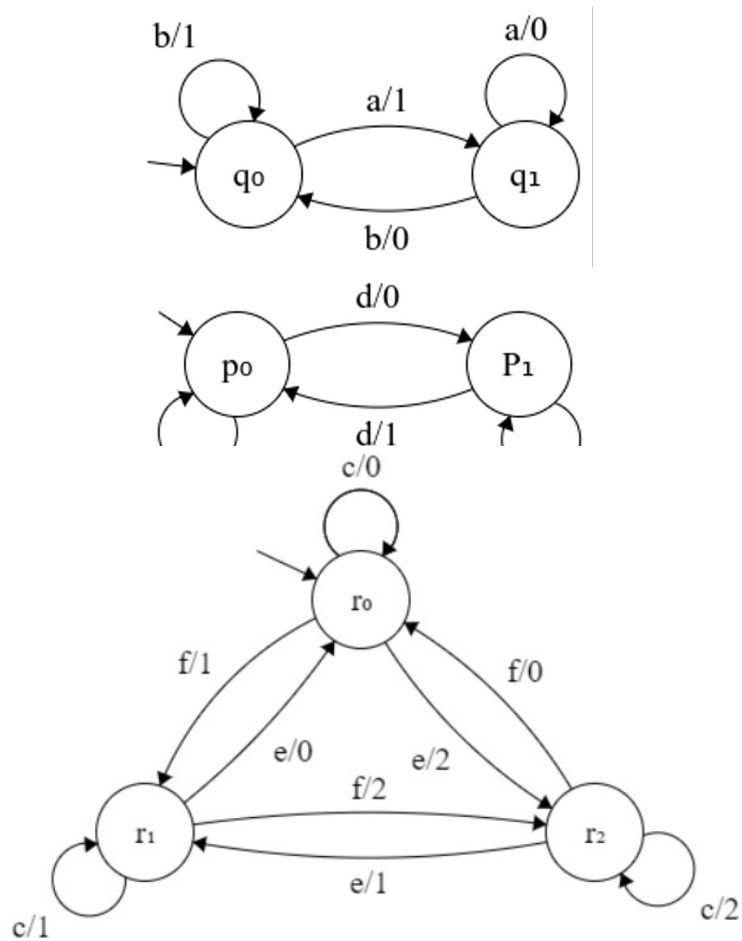 b/1
a/0
a/1
q₀
q₁
b/0
d/0
p₀
P₁
d/1
c/0
r₀
f/1
f/0
e/0
e/2
f/2
r₁
r₂
e/1
c/1
c/2